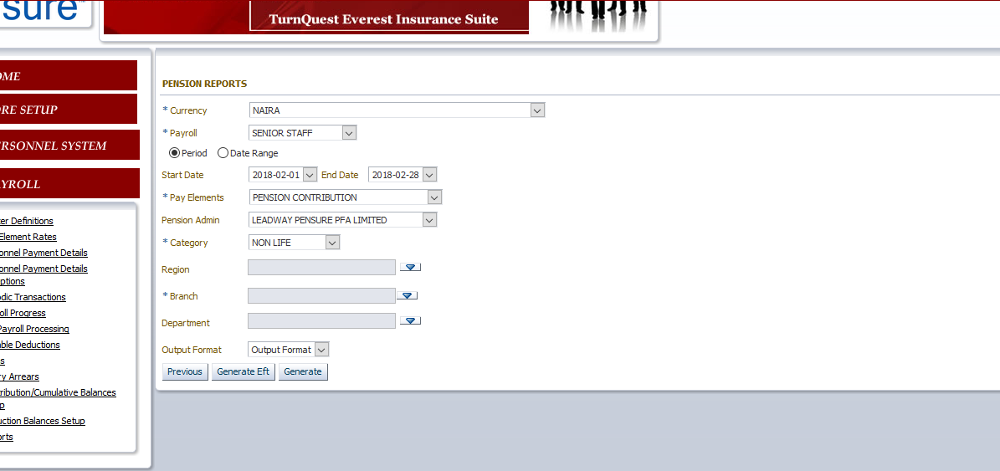 sure
TurnQuest Everest Insurance Suite
OME
ORE SETUP
ERSONNEL SYSTEM
AYROLL
ter Definitions
Element Rates
onnel Payment Details
onnel Payment Details
ptions
odic Transactions
oll Progress
Payroll Processing
able Deductions
s
ry Arrears
tribution/Cumulative Balances
p
uction Balances Setup
orts
PENSION REPORTS
* Currency NAIRA
* Payroll SENIOR STAFF
Period Date Range
Start Date 2018-02-01 End Date 2018-02-28
* Pay Elements PENSION CONTRIBUTION
Pension Admin LEADWAY PENSURE PFA LIMITED
* Category NON LIFE
Region
* Branch
Department
Output Format Output Format
Previous Generate Eft Generate